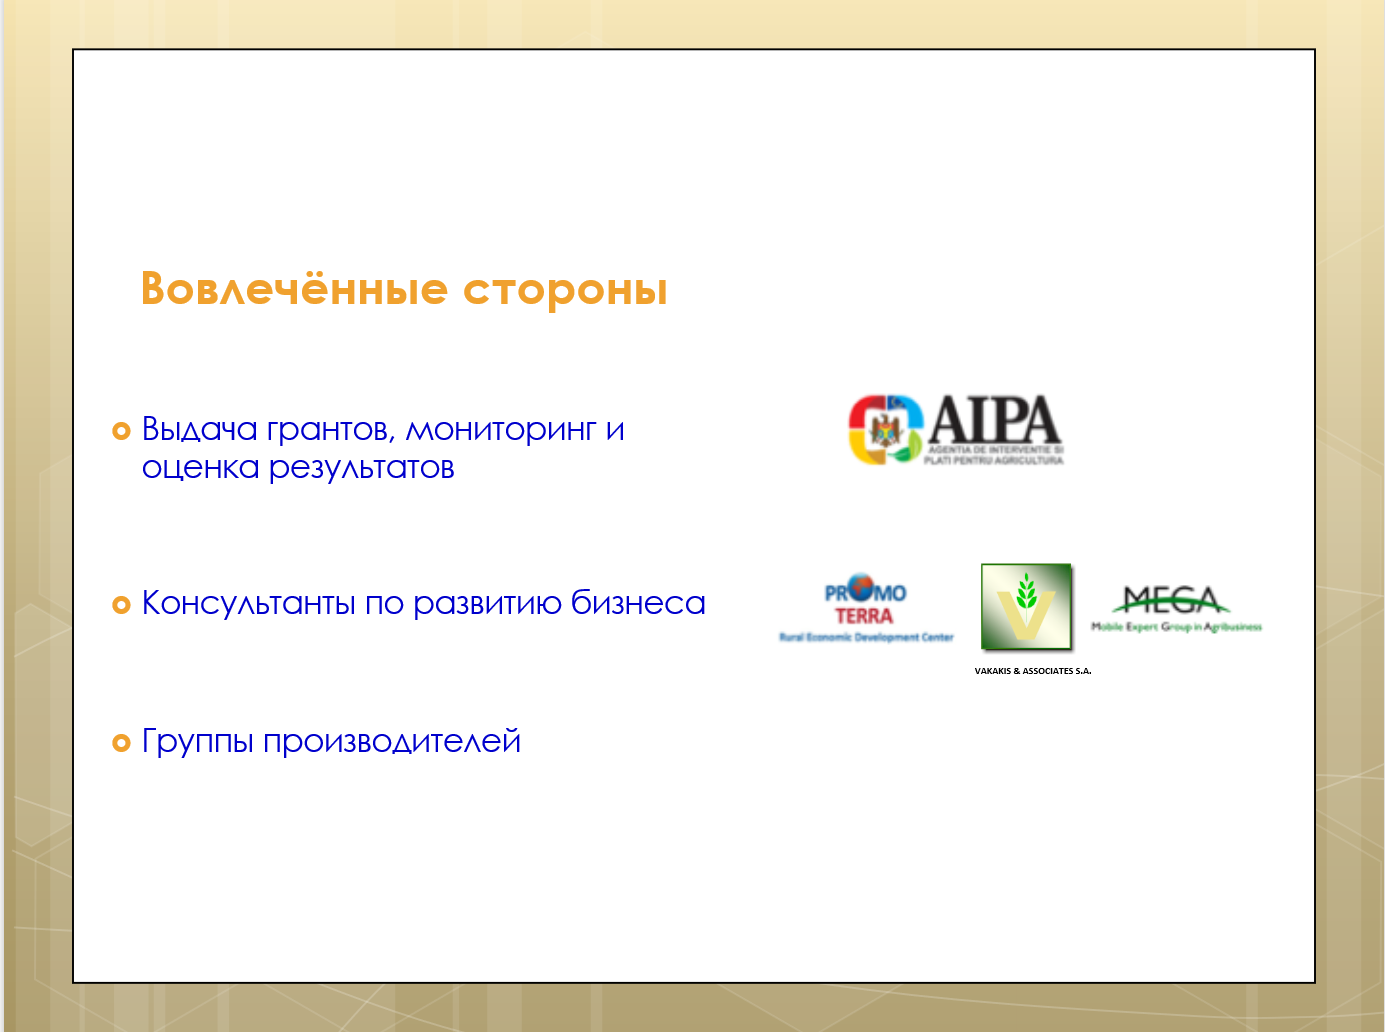 Вовлечённые стороны
Выдача грантов, мониторинг и
оценка результатов
AIPA
AGENTIA DE INTERVENTIE SI
PLATI PENTRU AGRICULTURA
Консультанты по развитию бизнеса
PROMO
TERRA
Rural Economic Development Center
V
VAKAKIS & ASSOCIATES S.A.
MEGA
Mobile Expert Group in Agribusiness
Группы производителей